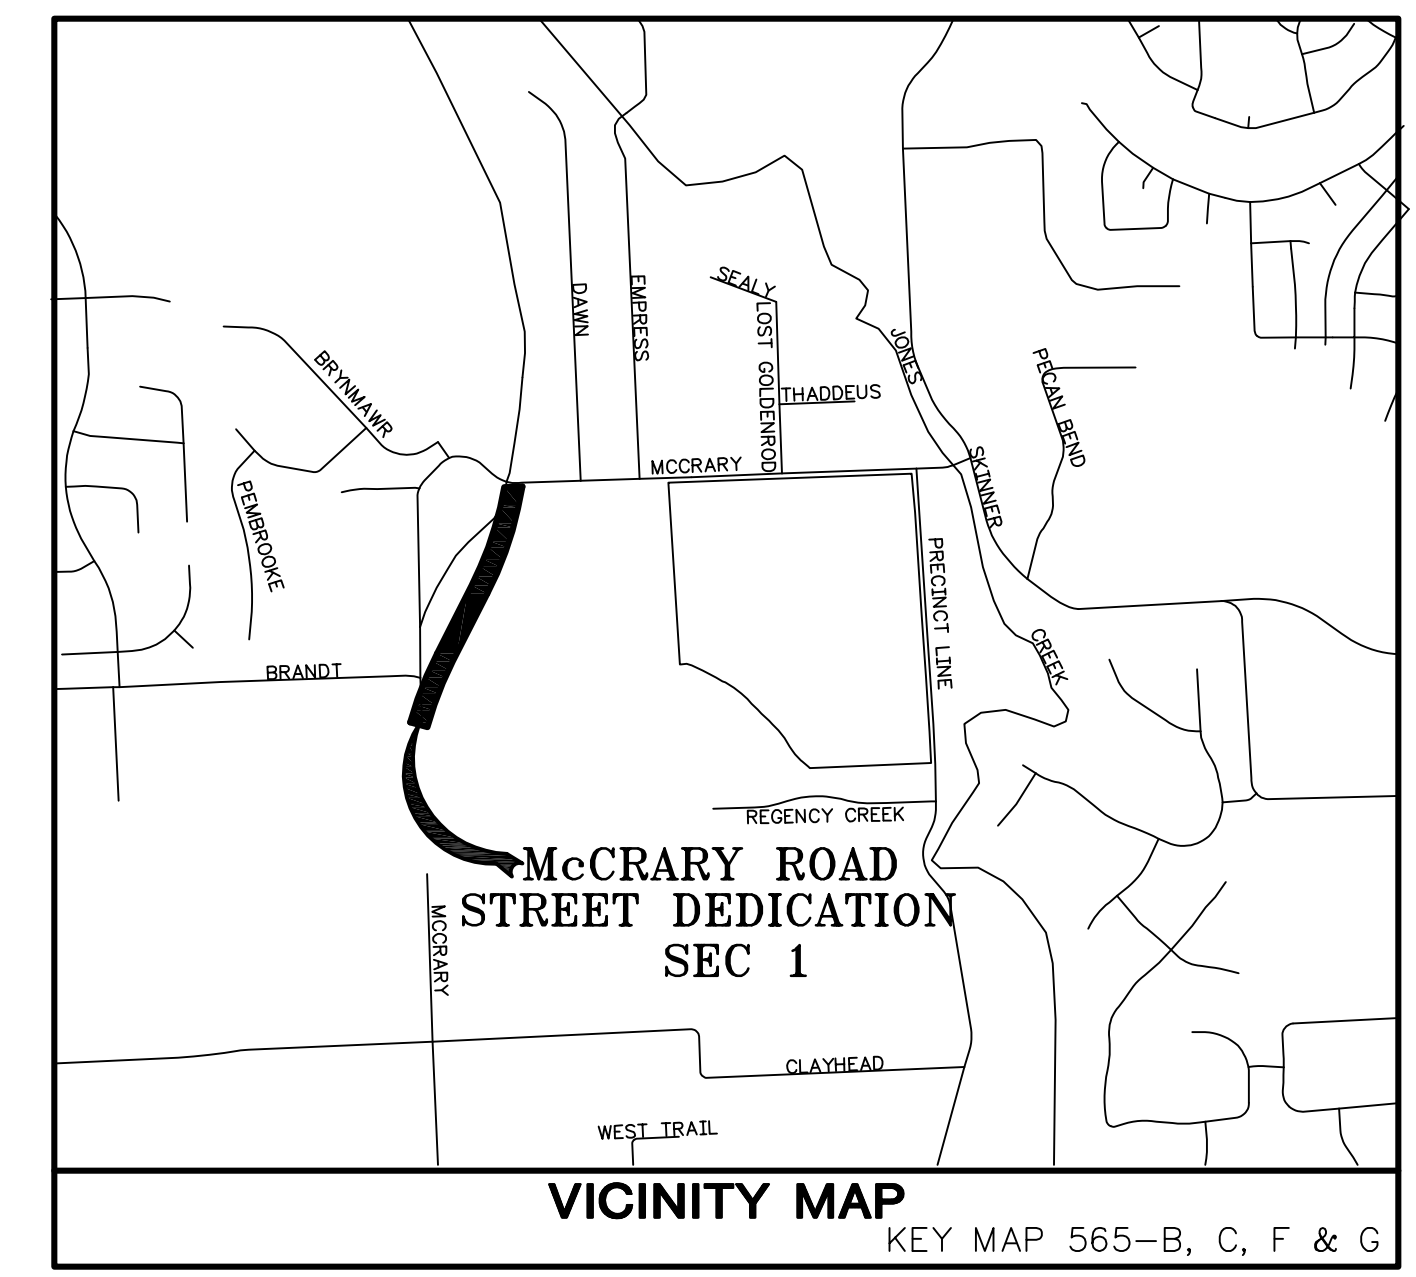 SEALY
DAWN
EMPRESS
LOST GOLDENROD
JONES
BRYNMAWR
PECAN BEND
THADDEUS
MCCRARY
SKINNER
PEMBROOKE
PRECINCT LINE
CREEK
BRANDT
REGENCY CREEK
McCRARY ROAD
STREET DEDICATION
SEC 1
MCCRARY
CLAYHEAD
WEST TRAIL
VICINITY MAP
KEY MAP 565-B, C, F & G